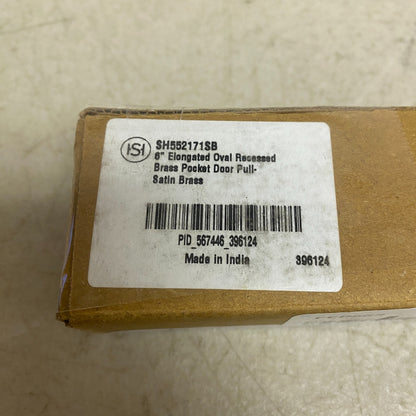 ISI
SH552171SB
6" Elongated Oval Recessed
Brass Pocket Door Pull-
Satin Brass
PID_567446_396124
Made in India
396124